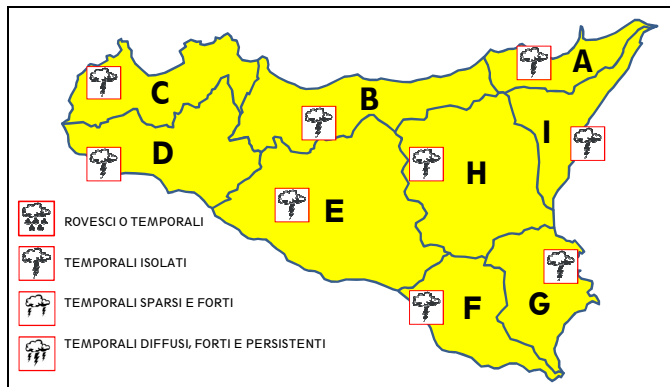 A
C
B
I
D
H
E
F
G
ROVESCI O TEMPORALI
TEMPORALI ISOLATI
TEMPORALI SPARSI E FORTI
TEMPORALI DIFFUSI, FORTI E PERSISTENTI